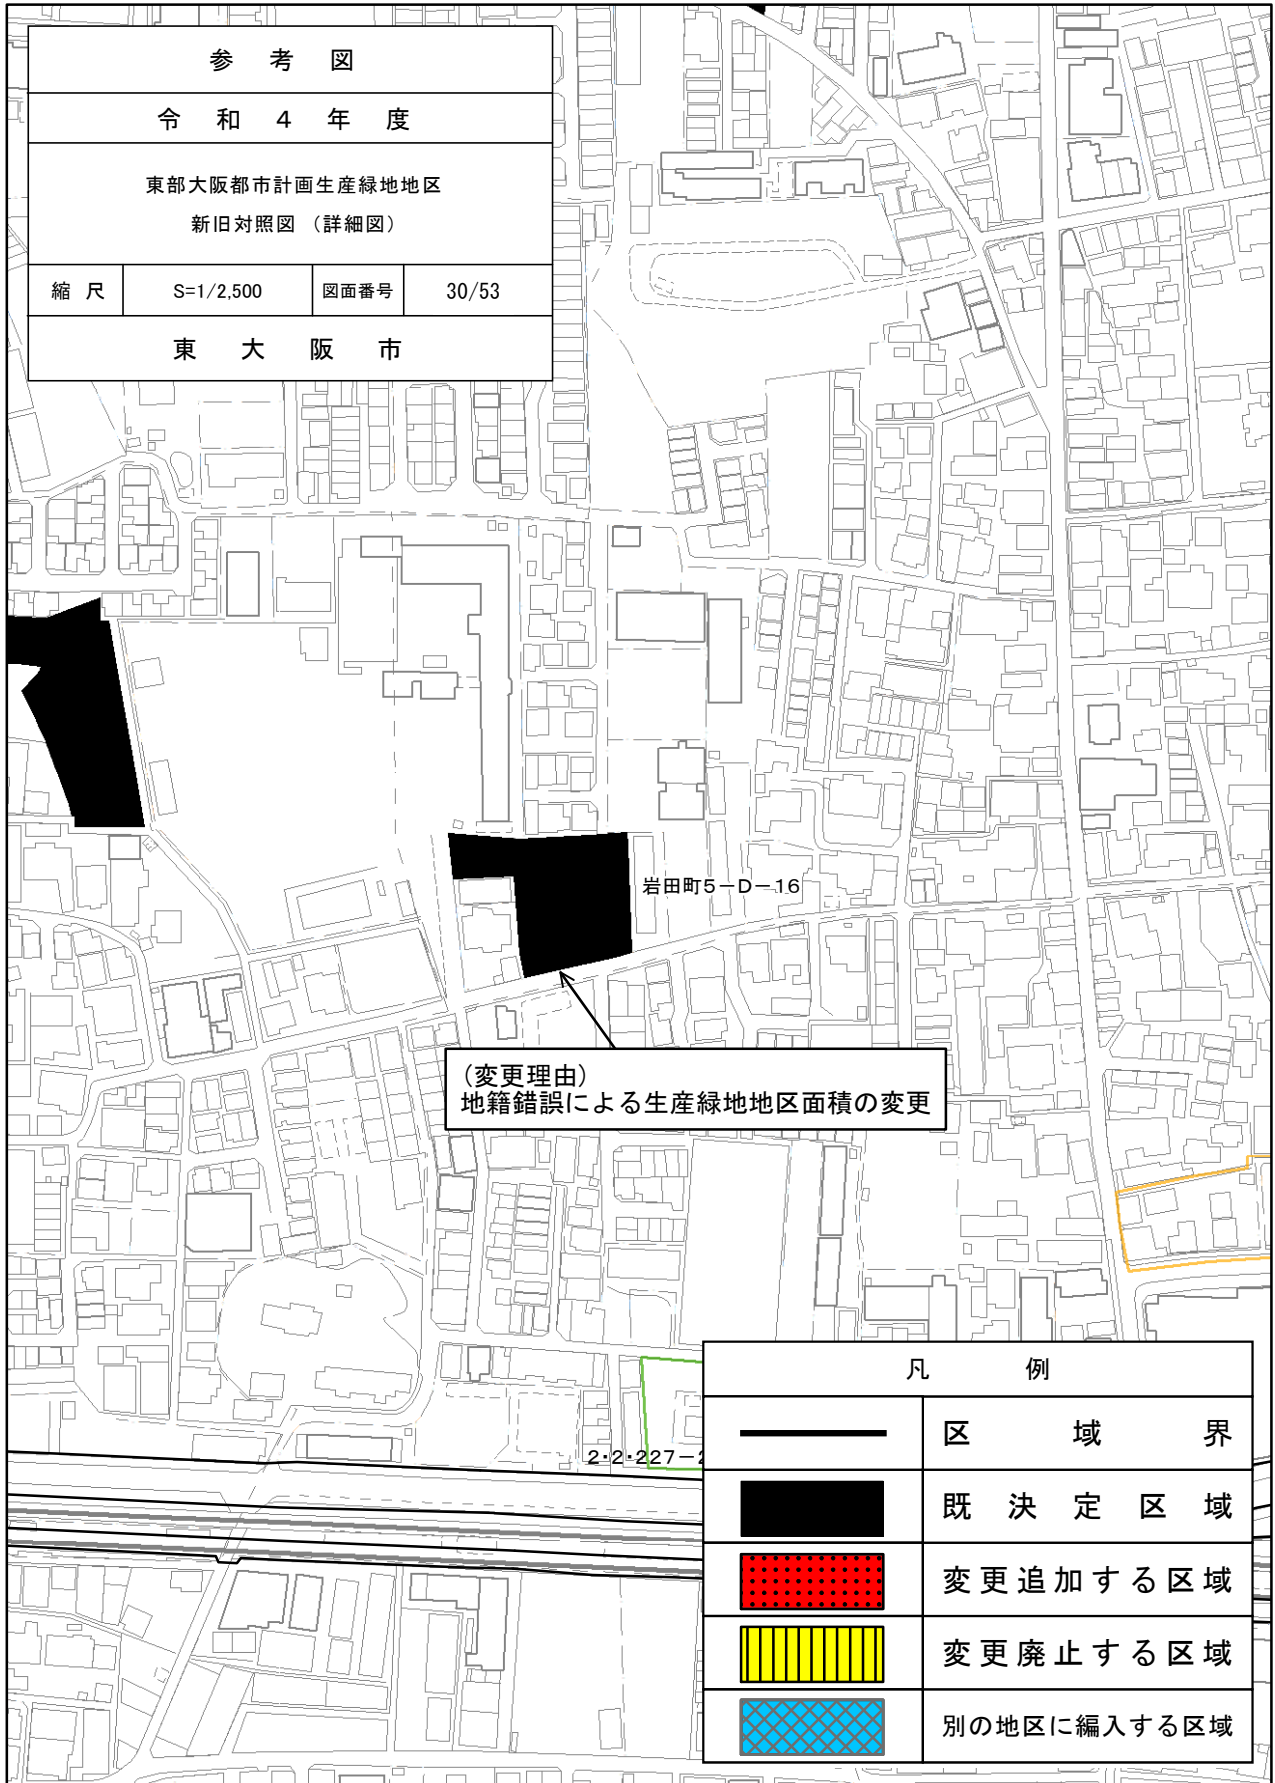 参考図
令和4年度
東部大阪都市計画生産緑地地区
新旧対照図 (詳細図)
縮尺 S=1/2,500 図面番号 30/53
東大阪市
岩田町5-D-16
(変更理由)
地籍錯誤による生産緑地地区面積の変更
2・2・227-2
凡例
区域界
既決定区域
変更追加する区域
変更廃止する区域
別の地区に編入する区域